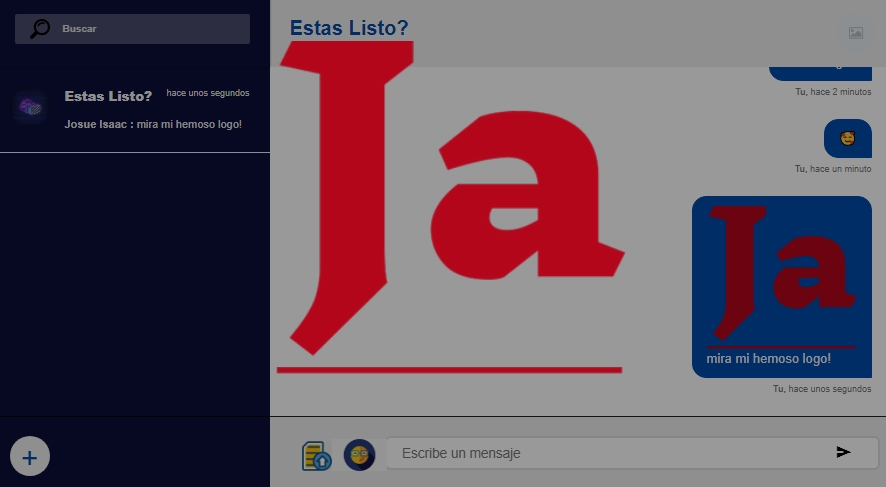 Buscar
Estas Listo?
hace unos segundos
Josue Isaac : mira mi hemoso logo!
Estas Listo?
Ja
Tu, hace 2 minutos
Tu, hace un minuto
Ja
mira mi hemoso logo!
Tu, hace unos segundos
Escribe un mensaje